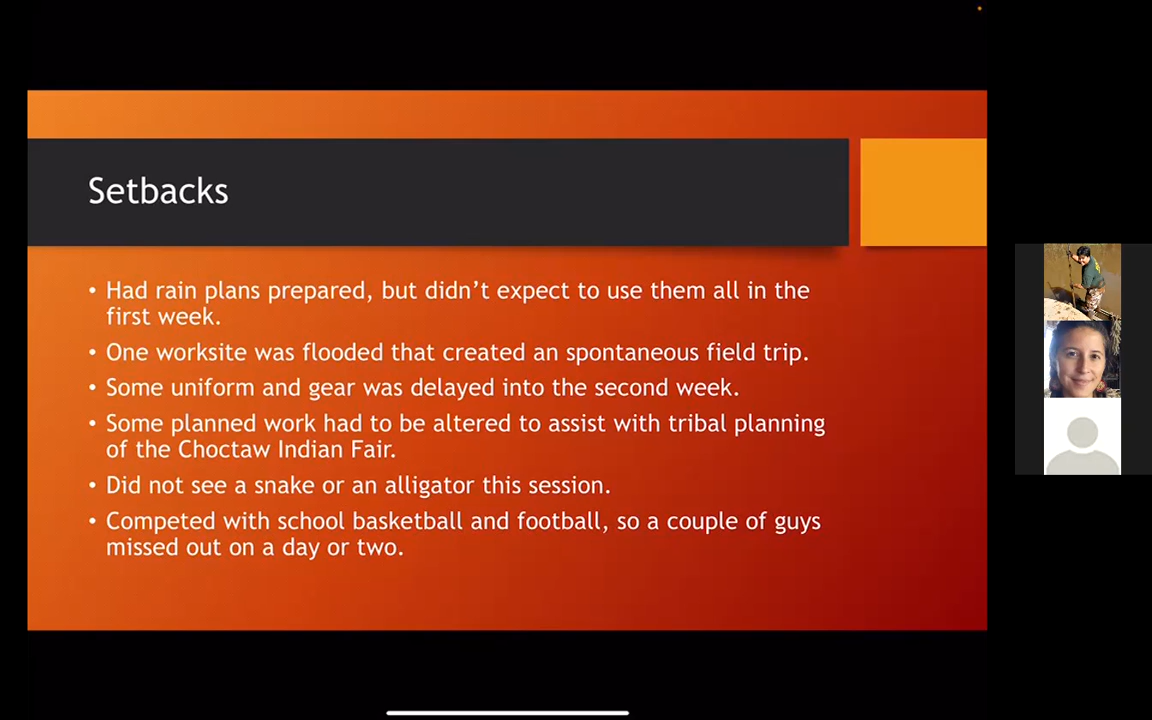 Setbacks
• Had rain plans prepared, but didn't expect to use them all in the
first week.
• One worksite was flooded that created an spontaneous field trip.
• Some uniform and gear was delayed into the second week.
• Some planned work had to be altered to assist with tribal planning
of the Choctaw Indian Fair.
• Did not see a snake or an alligator this session.
• Competed with school basketball and football, so a couple of guys
missed out on a day or two.